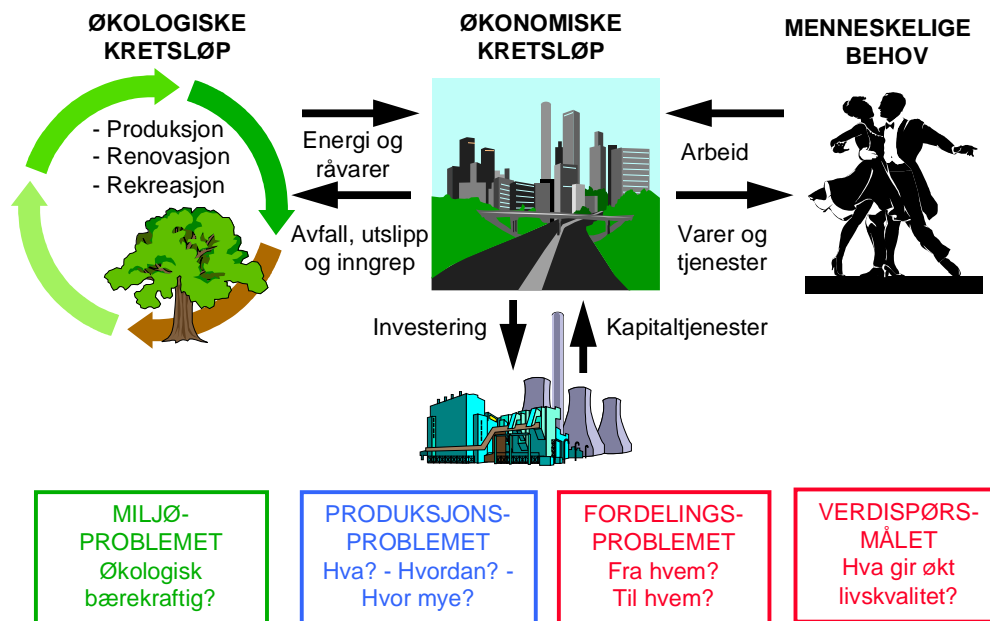 ØKOLOGISKE
KRETSLØP
ØKONOMISKE
KRETSLØP
MENNESKELIGE
BEHOV
- Produksjon
- Renovasjon
- Rekreasjon
Energi og
råvarer
Arbeid
Avfall, utslipp
og inngrep
Varer og
tjenester
Investering
Kapitaltjenester
MILJØ-
PROBLEMET
Økologisk
bærekraftig?
PRODUKSJONS-
PROBLEMET
Hva? - Hvordan? -
Hvor mye?
FORDELINGS-
PROBLEMET
Fra hvem?
Til hvem?
VERDISPØRS-
MÅLET
Hva gir økt
livskvalitet?